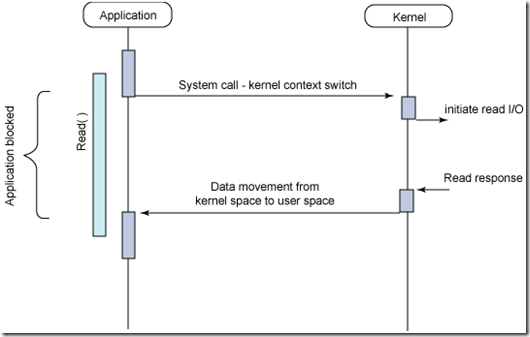 Application
Kernel
System call - kernel context switch
initiate read I/O
Application blocked
Read( )
Read response
Data movement from
kernel space to user space